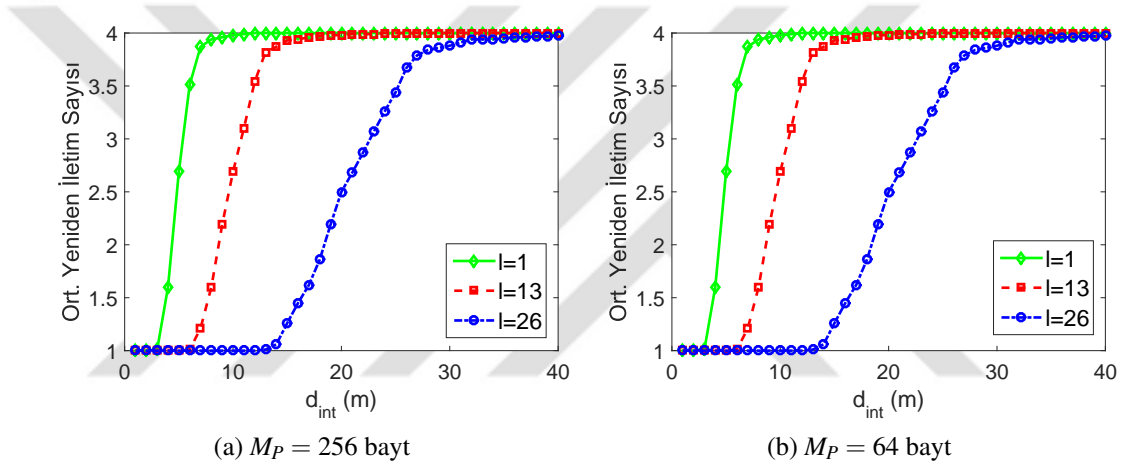 Ort. Yeniden İletim Sayısı
4
3.5
3
2.5
2
1.5
1
0
10
20
30
40
d_int (m)
l=1
l=13
l=26
(a) M_P = 256 bayt
Ort. Yeniden İletim Sayısı
4
3.5
3
2.5
2
1.5
1
0
10
20
30
40
d_int (m)
l=1
l=13
l=26
(b) M_P = 64 bayt